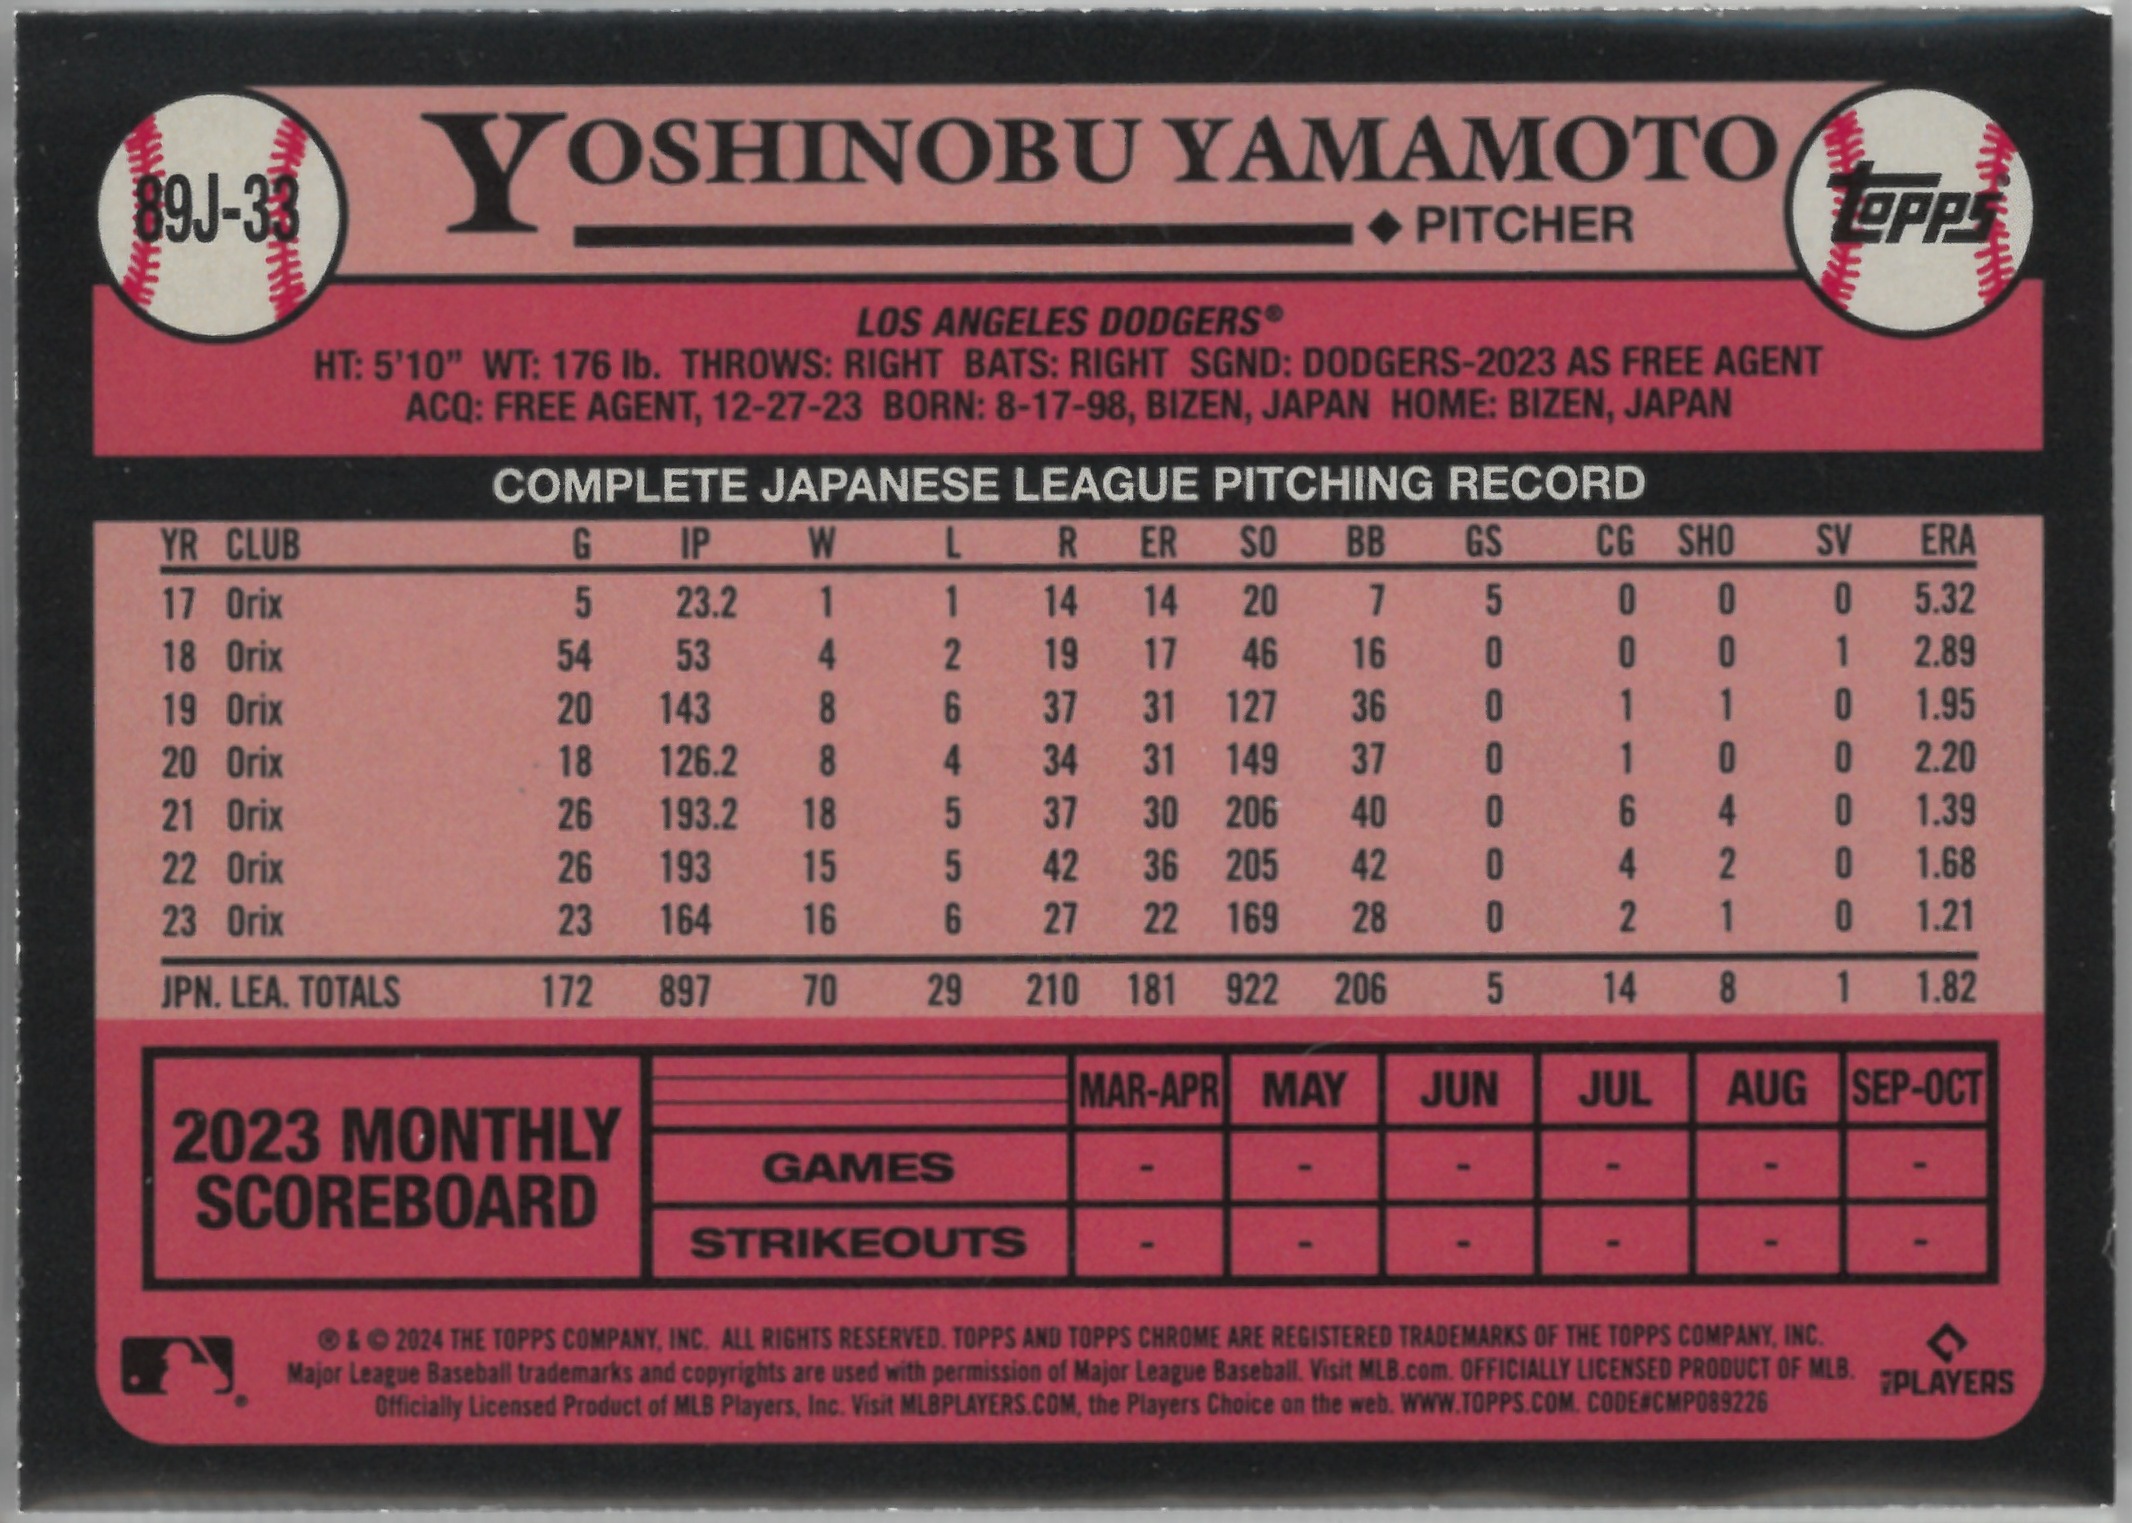 89J-33
YOSHINOBU YAMAMOTO
◆ PITCHER
topps®
LOS ANGELES DODGERS®
HT: 5'10" WT: 176 lb. THROWS: RIGHT BATS: RIGHT SGND: DODGERS-2023 AS FREE AGENT
ACQ: FREE AGENT, 12-27-23 BORN: 8-17-98, BIZEN, JAPAN HOME: BIZEN, JAPAN
COMPLETE JAPANESE LEAGUE PITCHING RECORD
YR CLUB G IP W L R ER SO BB GS CG SHO SV ERA
17 Orix 5 23.2 1 1 14 14 20 7 5 0 0 0 5.32
18 Orix 54 53 4 2 19 17 46 16 0 0 0 1 2.89
19 Orix 20 143 8 6 37 31 127 36 0 1 1 0 1.95
20 Orix 18 126.2 8 4 34 31 149 37 0 1 0 0 2.20
21 Orix 26 193.2 18 5 37 30 206 40 0 6 4 0 1.39
22 Orix 26 193 15 5 42 36 205 42 0 4 2 0 1.68
23 Orix 23 164 16 6 27 22 169 28 0 2 1 0 1.21
JPN. LEA. TOTALS 172 897 70 29 210 181 922 206 5 14 8 1 1.82
2023 MONTHLY
SCOREBOARD
MAR-APR MAY JUN JUL AUG SEP-OCT
GAMES - - - - - -
STRIKEOUTS - - - - - -
® & © 2024 THE TOPPS COMPANY, INC. ALL RIGHTS RESERVED. TOPPS AND TOPPS CHROME ARE REGISTERED TRADEMARKS OF THE TOPPS COMPANY, INC.
Major League Baseball trademarks and copyrights are used with permission of Major League Baseball. Visit MLB.com. OFFICIALLY LICENSED PRODUCT OF MLB.
Officially Licensed Product of MLB Players, Inc. Visit MLBPLAYERS.COM, the Players Choice on the web. WWW.TOPPS.COM. CODE#CMP089226
MLB PLAYERS